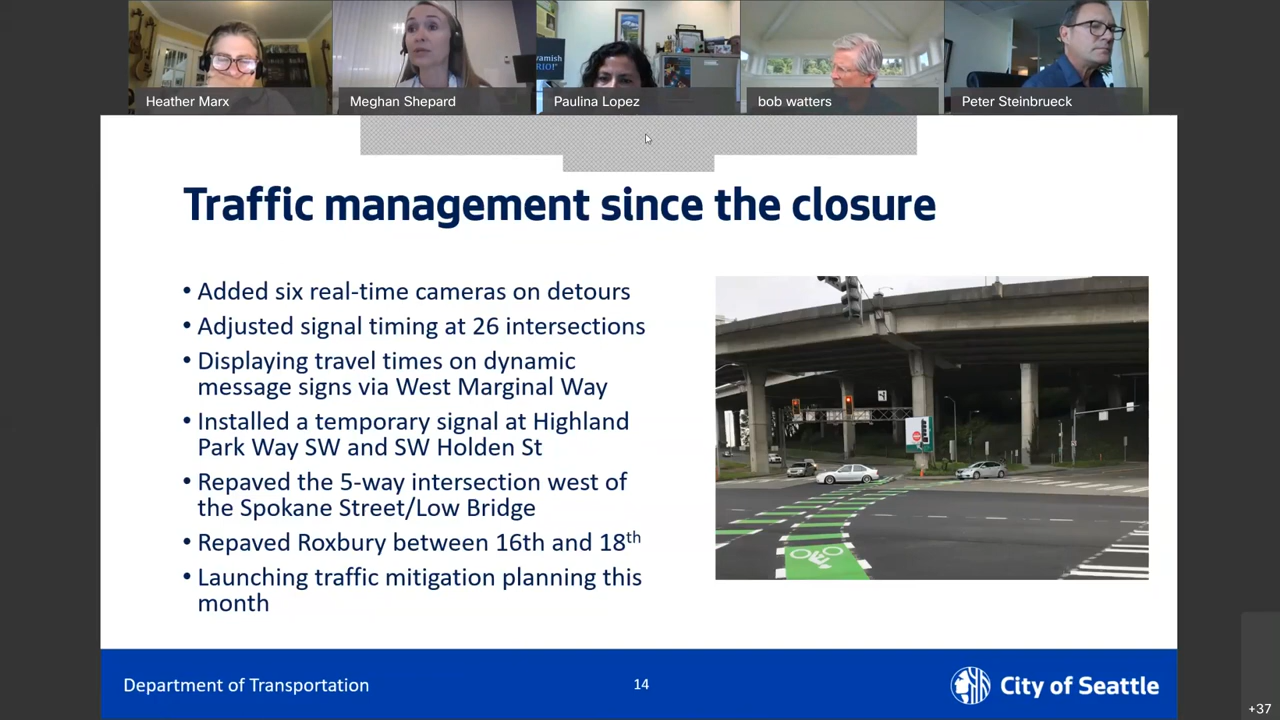 Heather Marx
Meghan Shepard
Paulina Lopez
bob watters
Peter Steinbrueck
Traffic management since the closure
• Added six real-time cameras on detours
• Adjusted signal timing at 26 intersections
• Displaying travel times on dynamic
message signs via West Marginal Way
• Installed a temporary signal at Highland
Park Way SW and SW Holden St
• Repaved the 5-way intersection west of
the Spokane Street/Low Bridge
• Repaved Roxbury between 16th and 18th
• Launching traffic mitigation planning this
month
Department of Transportation
14
City of Seattle
+37